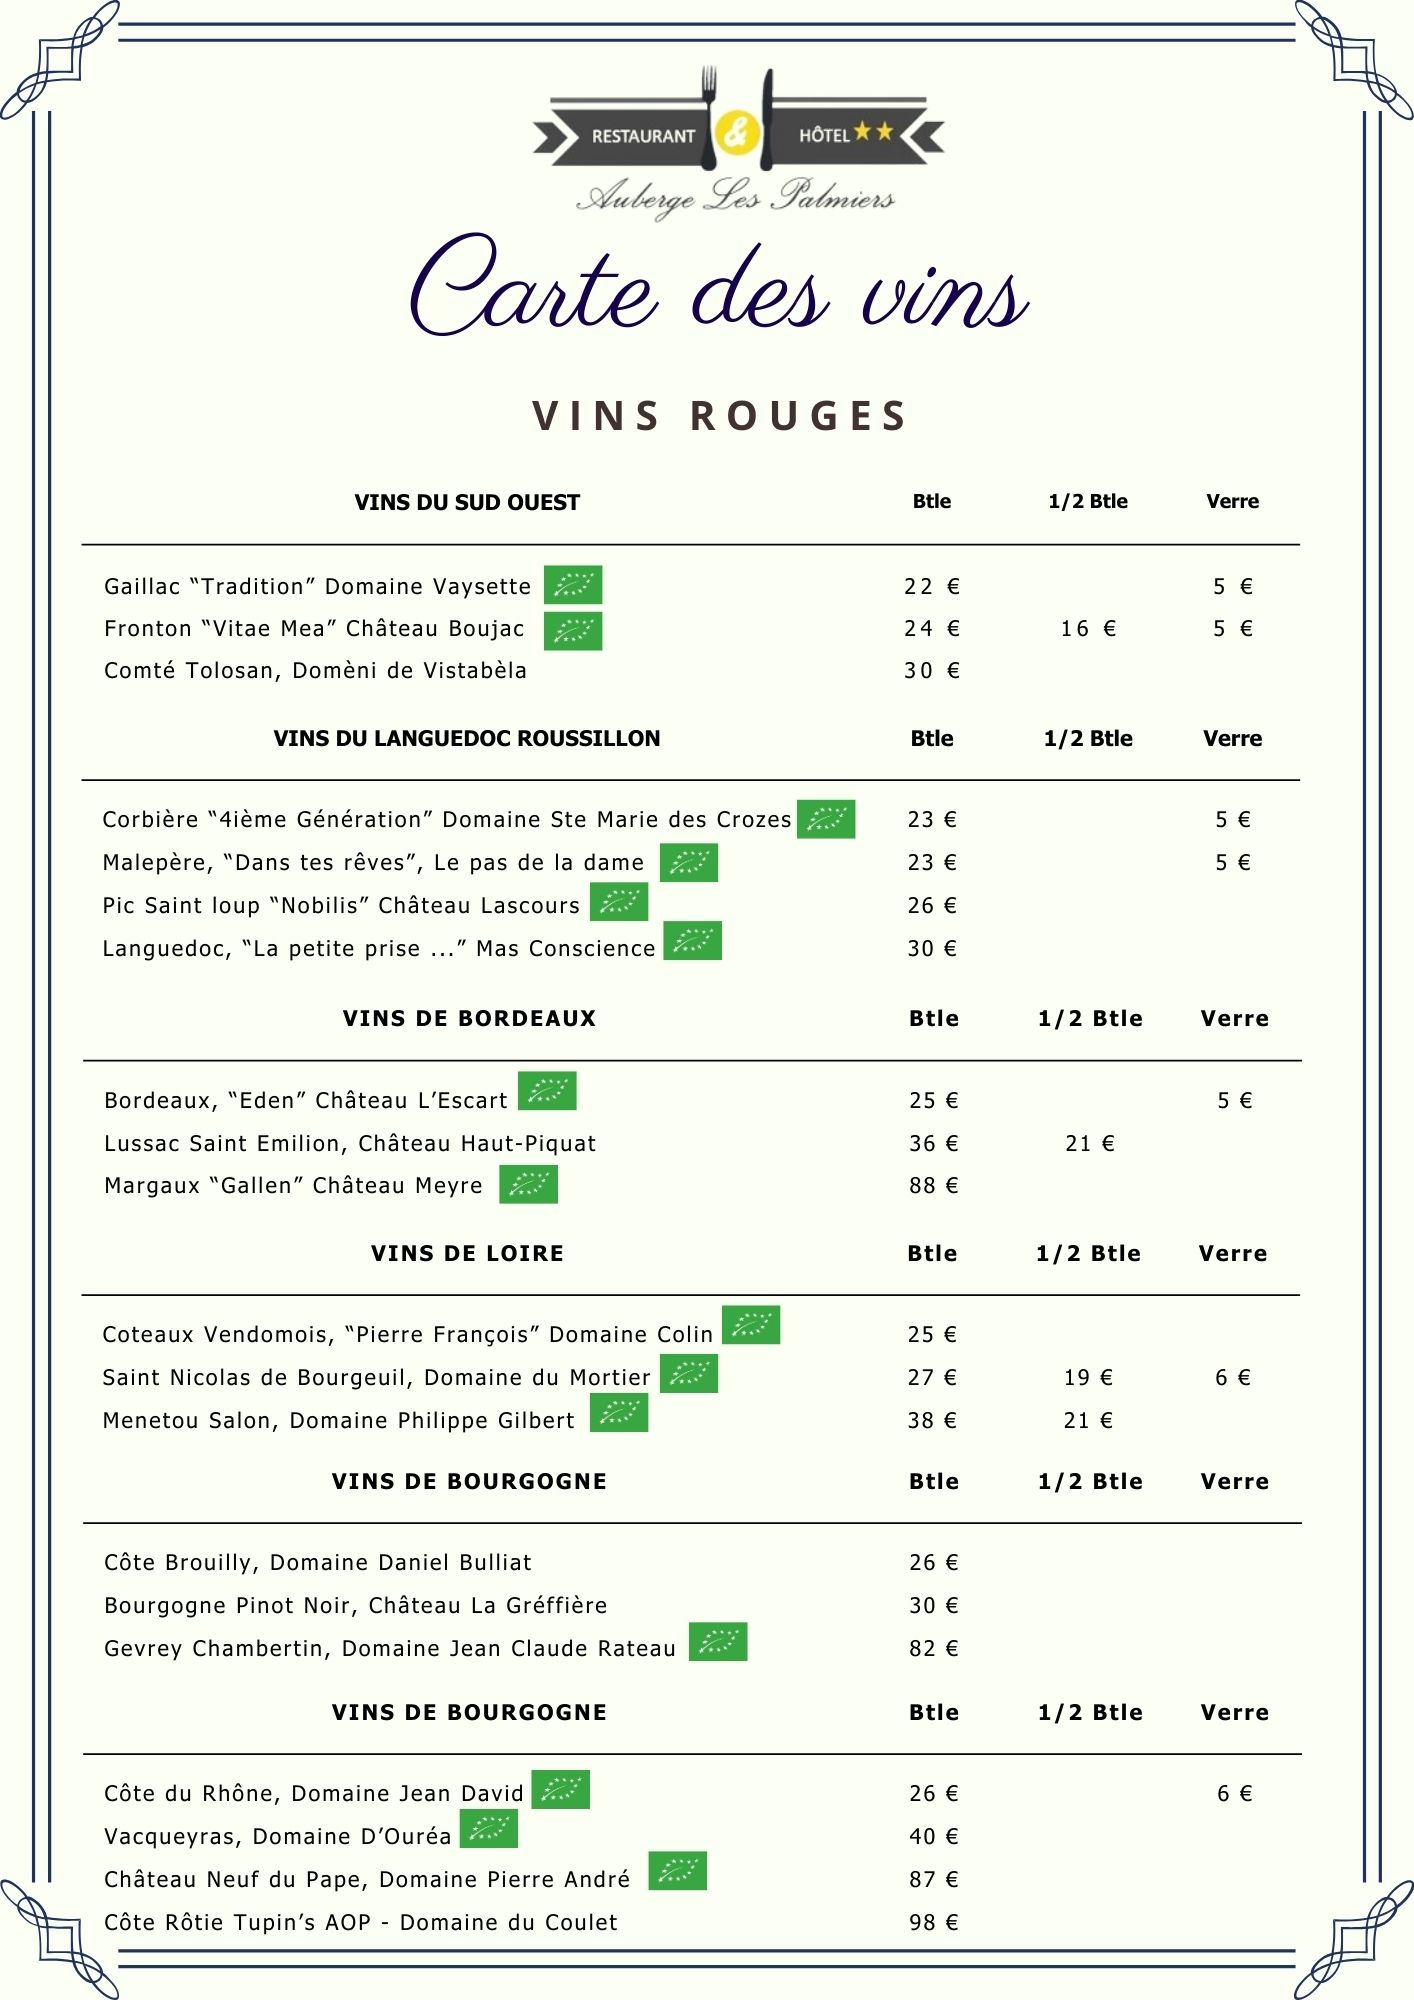 RESTAURANT & HÔTEL
Auberge Les Palmiers
Carte des vins
VINS ROUGES
VINS DU SUD OUEST Btle 1/2 Btle Verre
Gaillac “Tradition” Domaine Vaysette 22 € 5 €
Fronton “Vitae Mea” Château Boujac 24 € 16 € 5 €
Comté Tolosan, Domèni de Vistabèla 30 €
VINS DU LANGUEDOC ROUSSILLON Btle 1/2 Btle Verre
Corbière “4ième Génération” Domaine Ste Marie des Crozes 23 € 5 €
Malepère, “Dans tes rêves”, Le pas de la dame 23 € 5 €
Pic Saint loup “Nobilis” Château Lascours 26 €
Languedoc, “La petite prise ...” Mas Conscience 30 €
VINS DE BORDEAUX Btle 1/2 Btle Verre
Bordeaux, “Eden” Château L’Escart 25 € 5 €
Lussac Saint Emilion, Château Haut-Piquat 36 € 21 €
Margaux “Gallen” Château Meyre 88 €
VINS DE LOIRE Btle 1/2 Btle Verre
Coteaux Vendomois, “Pierre François” Domaine Colin 25 €
Saint Nicolas de Bourgeuil, Domaine du Mortier 27 € 19 € 6 €
Menetou Salon, Domaine Philippe Gilbert 38 € 21 €
VINS DE BOURGOGNE Btle 1/2 Btle Verre
Côte Brouilly, Domaine Daniel Bulliat 26 €
Bourgogne Pinot Noir, Château La Gréffière 30 €
Gevrey Chambertin, Domaine Jean Claude Rateau 82 €
VINS DE BOURGOGNE Btle 1/2 Btle Verre
Côte du Rhône, Domaine Jean David 26 € 6 €
Vacqueyras, Domaine D’Ouréa 40 €
Château Neuf du Pape, Domaine Pierre André 87 €
Côte Rôtie Tupin’s AOP - Domaine du Coulet 98 €